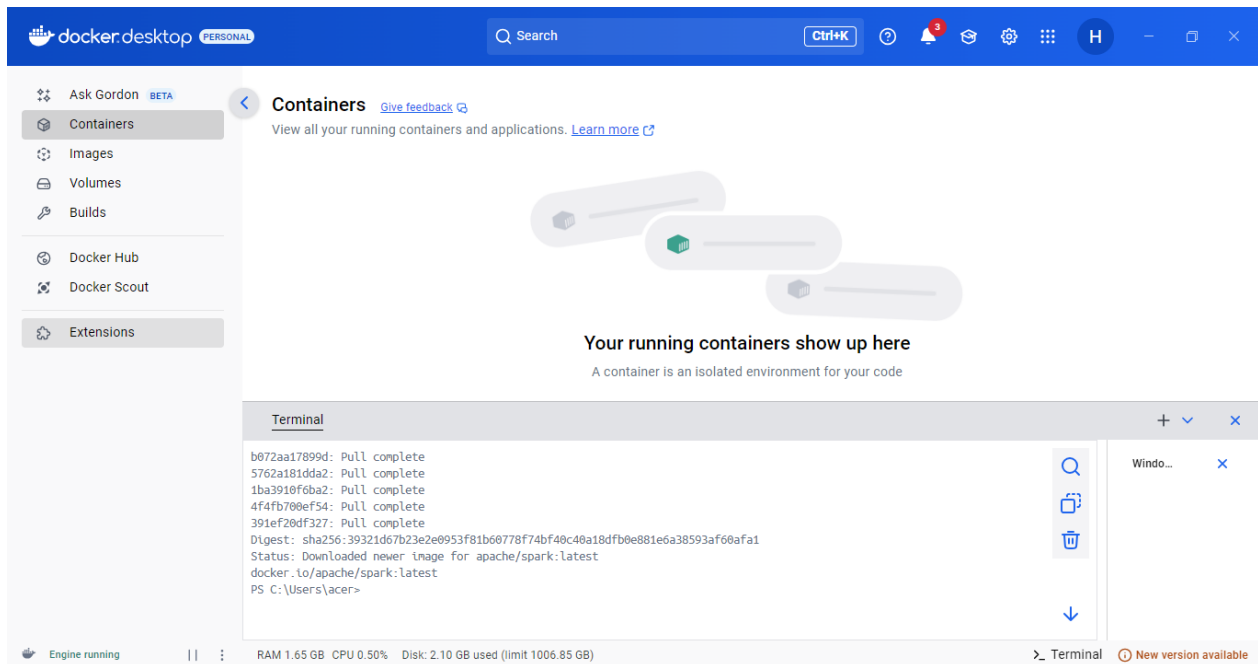 docker.desktop PERSONAL
Search
Ctrl+K
3
H
Ask Gordon BETA
Containers
Images
Volumes
Builds
Docker Hub
Docker Scout
Extensions
Containers Give feedback
View all your running containers and applications. Learn more
Your running containers show up here
A container is an isolated environment for your code
Terminal
b072aa17899d: Pull complete
5762a181dda2: Pull complete
1ba3910f6ba2: Pull complete
4f4fb700ef54: Pull complete
391ef20df327: Pull complete
Digest: sha256:39321d67b23e2e0953f81b60778f74bf40c40a18dfb0e881e6a38593af60afa1
Status: Downloaded newer image for apache/spark:latest
docker.io/apache/spark:latest
PS C:\Users\acer>
Windo...
Engine running
RAM 1.65 GB CPU 0.50% Disk: 2.10 GB used (limit 1006.85 GB)
Terminal
New version available